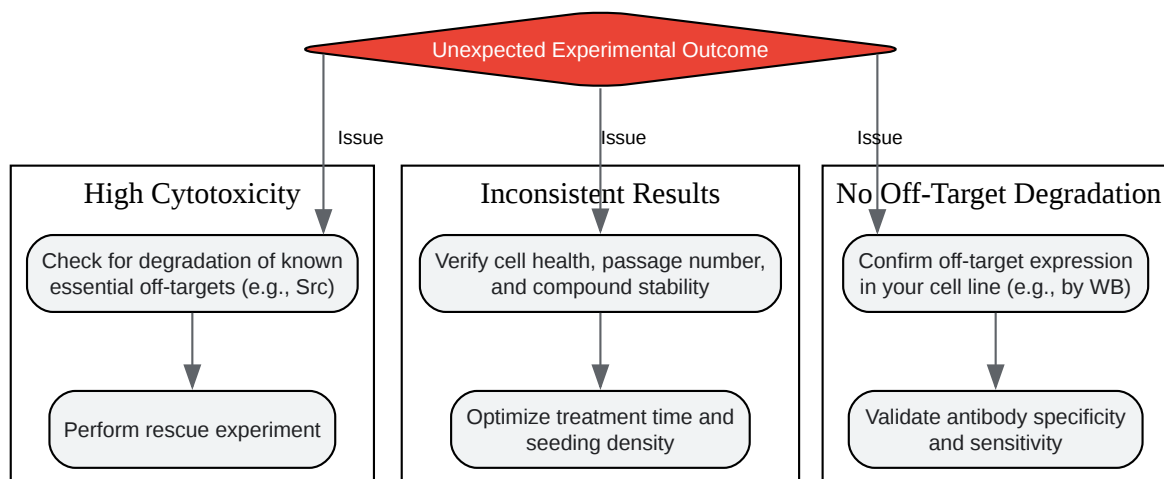 Unexpected Experimental Outcome
Issue
Issue
Issue
High Cytotoxicity
Check for degradation of known
essential off-targets (e.g., Src)
Perform rescue experiment
Inconsistent Results
Verify cell health, passage number,
and compound stability
Optimize treatment time and
seeding density
No Off-Target Degradation
Confirm off-target expression
in your cell line (e.g., by WB)
Validate antibody specificity
and sensitivity